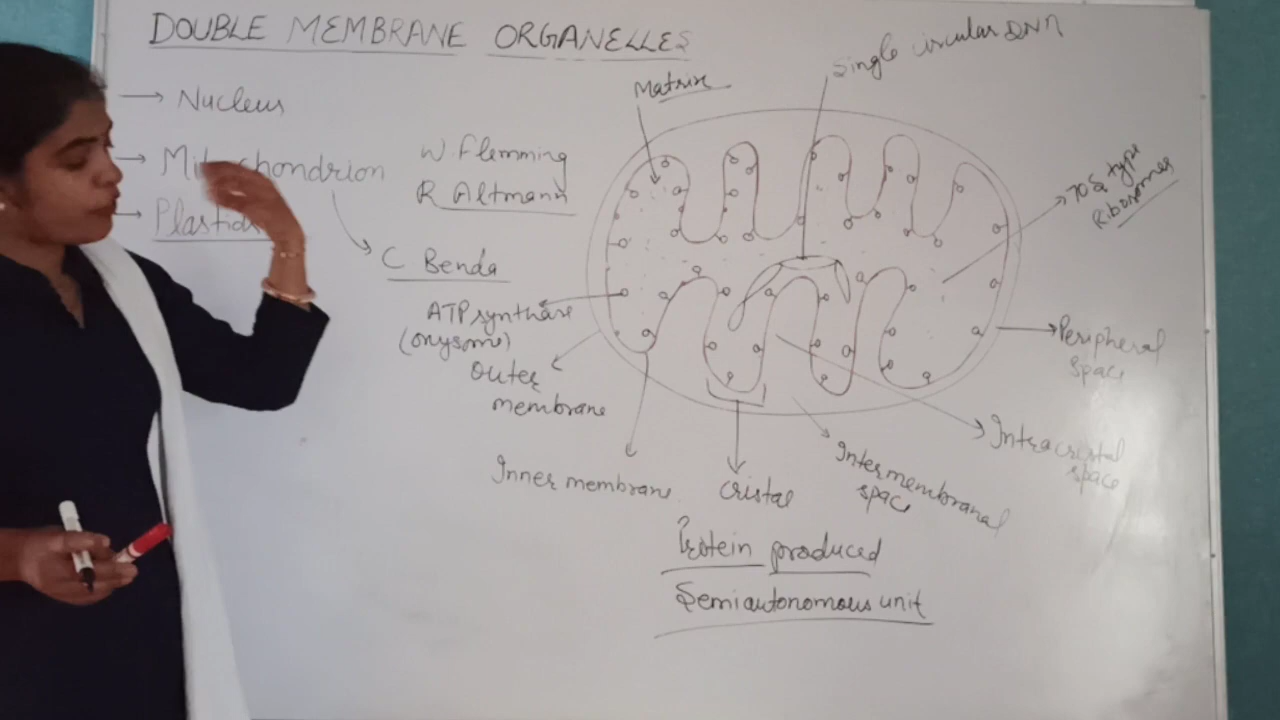 DOUBLE MEMBRANE ORGANELLES
→ Nucleus
→ Mitochondrion
→ Plastid
W. Flemming
R Altmann
C Benda
Matrix
Single circular DNA
70S type
Ribosomes
ATP synthase
(oxysome)
Outer
membrane
Inner membrane
cristae
Intermembranal
space
Intracristal
space
Peripheral
space
Protein produced
Semiautonomous unit